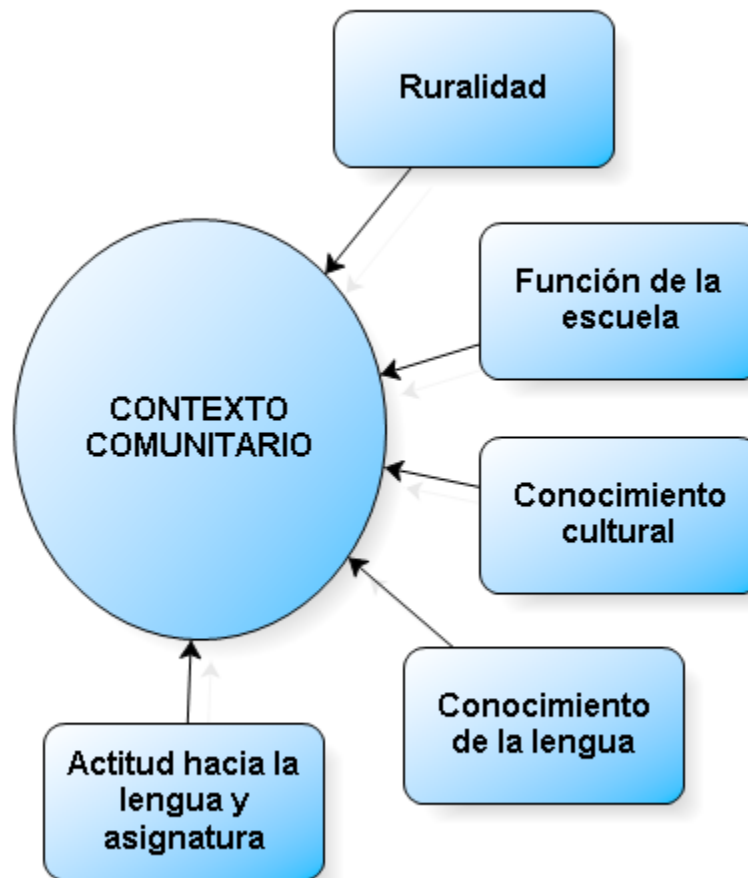 Ruralidad
Función de la
escuela
CONTEXTO
COMUNITARIO
Conocimiento
cultural
Conocimiento
de la lengua
Actitud hacia la
lengua y
asignatura